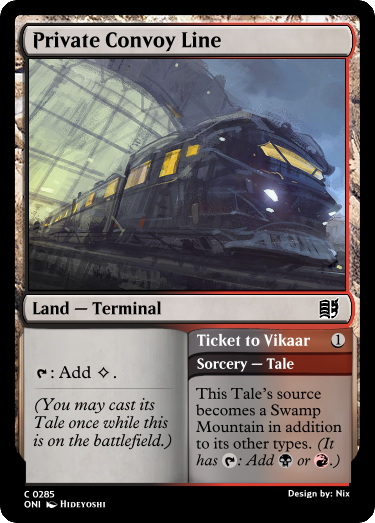 Private Convoy Line
Land — Terminal
: Add .
(You may cast its
Tale once while this
is on the battlefield.)
Ticket to Vikaar 1
Sorcery — Tale
This Tale's source
becomes a Swamp
Mountain in addition
to its other types. (It
has : Add or .)
C 0285
ONI HIDEYOSHI
Design by: Nix